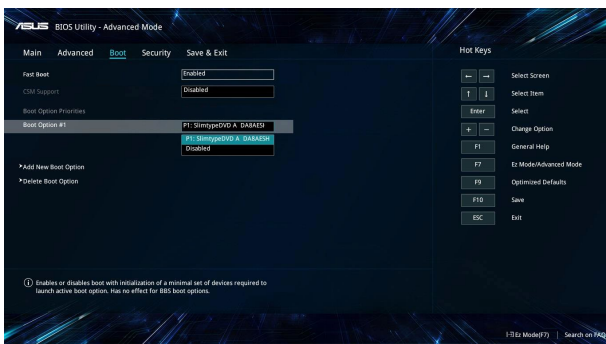 ASUS BIOS Utility - Advanced Mode
Main Advanced Boot Security Save & Exit
Hot Keys
Fast Boot Enabled
CSM Support Disabled
Boot Option Priorities
Boot Option #1 P1: SlimtypeDVD A DA8AESI
P1: SlimtypeDVD A DA8AESH
Disabled
Add New Boot Option
Delete Boot Option
← → Select Screen
↑ ↓ Select Item
Enter Select
+ − Change Option
F1 General Help
F7 Ez Mode/Advanced Mode
F9 Optimized Defaults
F10 Save
ESC Exit
Enables or disables boot with initialization of a minimal set of devices required to
launch active boot option. Has no effect for BBS boot options.
Ez Mode(F7) | Search on FAQ